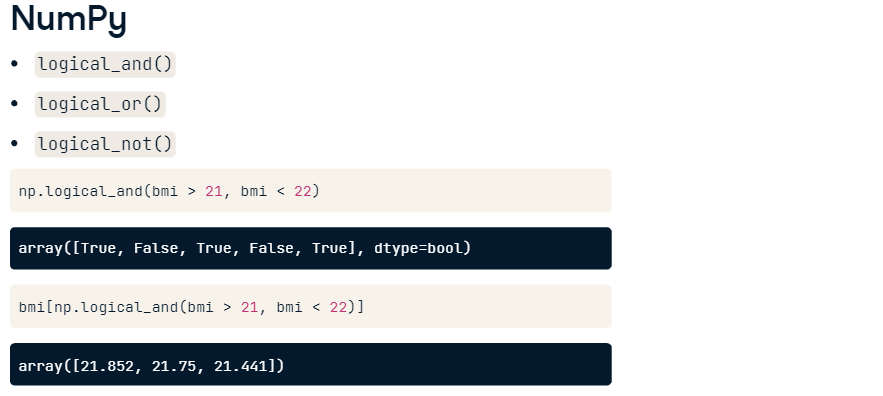 NumPy
• logical_and()
• logical_or()
• logical_not()
np.logical_and(bmi > 21, bmi < 22)
array([True, False, True, False, True], dtype=bool)
bmi[np.logical_and(bmi > 21, bmi < 22)]
array([21.852, 21.75, 21.441])